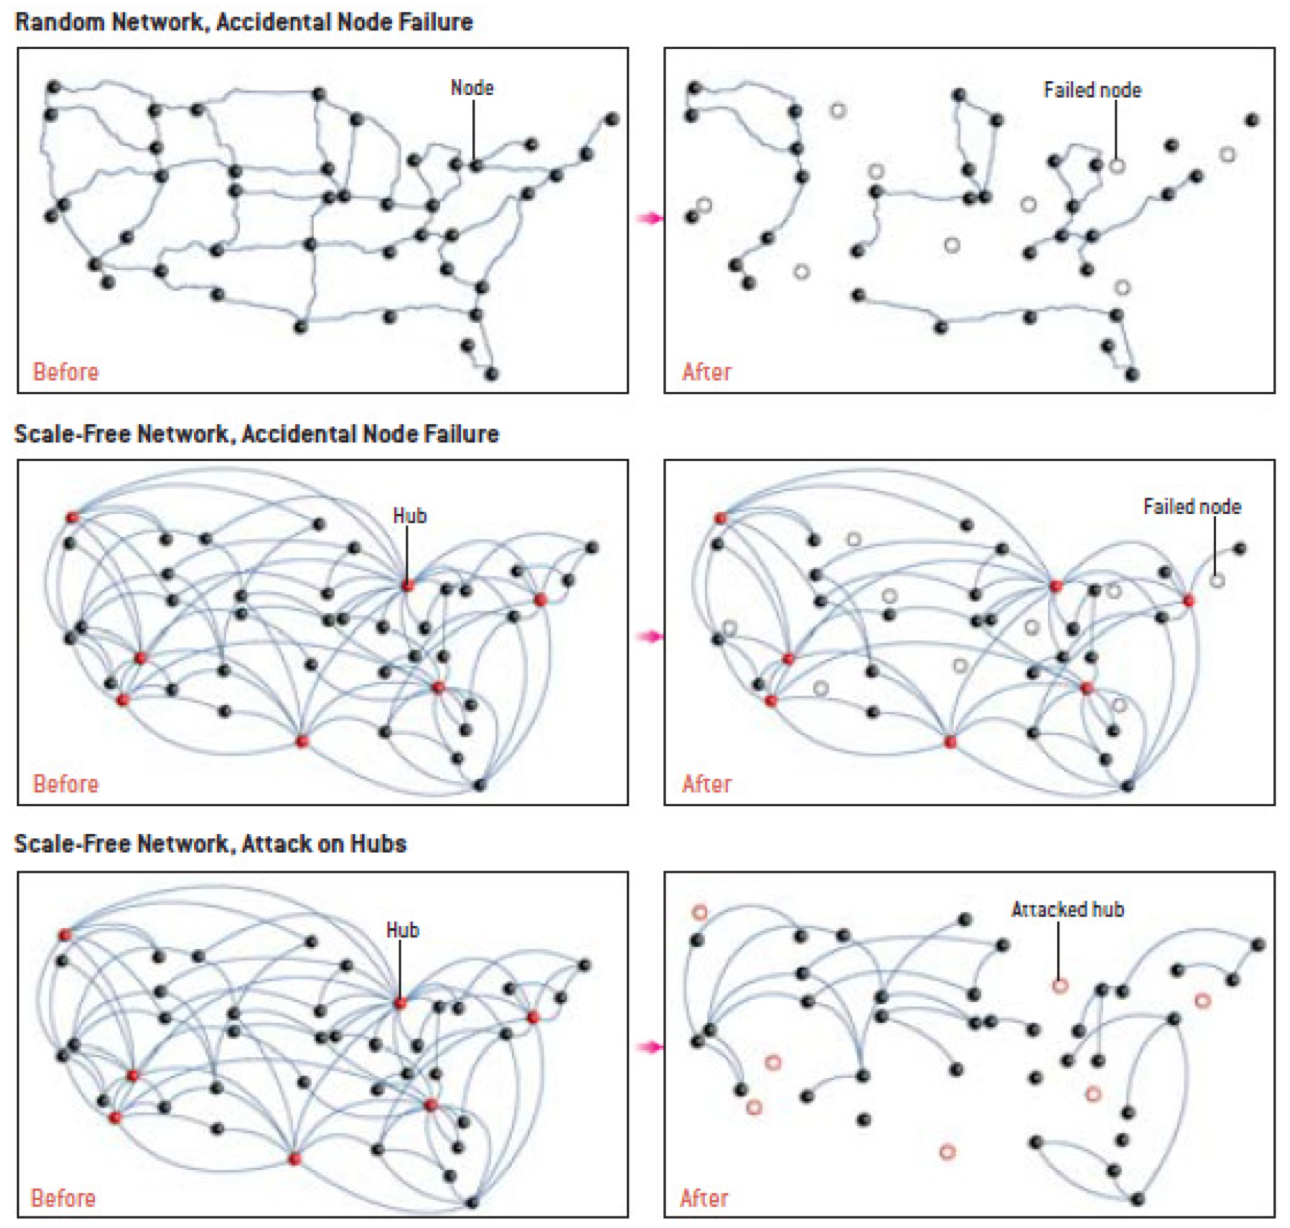 Random Network, Accidental Node Failure
Node
Before
Failed node
After
Scale-Free Network, Accidental Node Failure
Hub
Before
Failed node
After
Scale-Free Network, Attack on Hubs
Hub
Before
Attacked hub
After